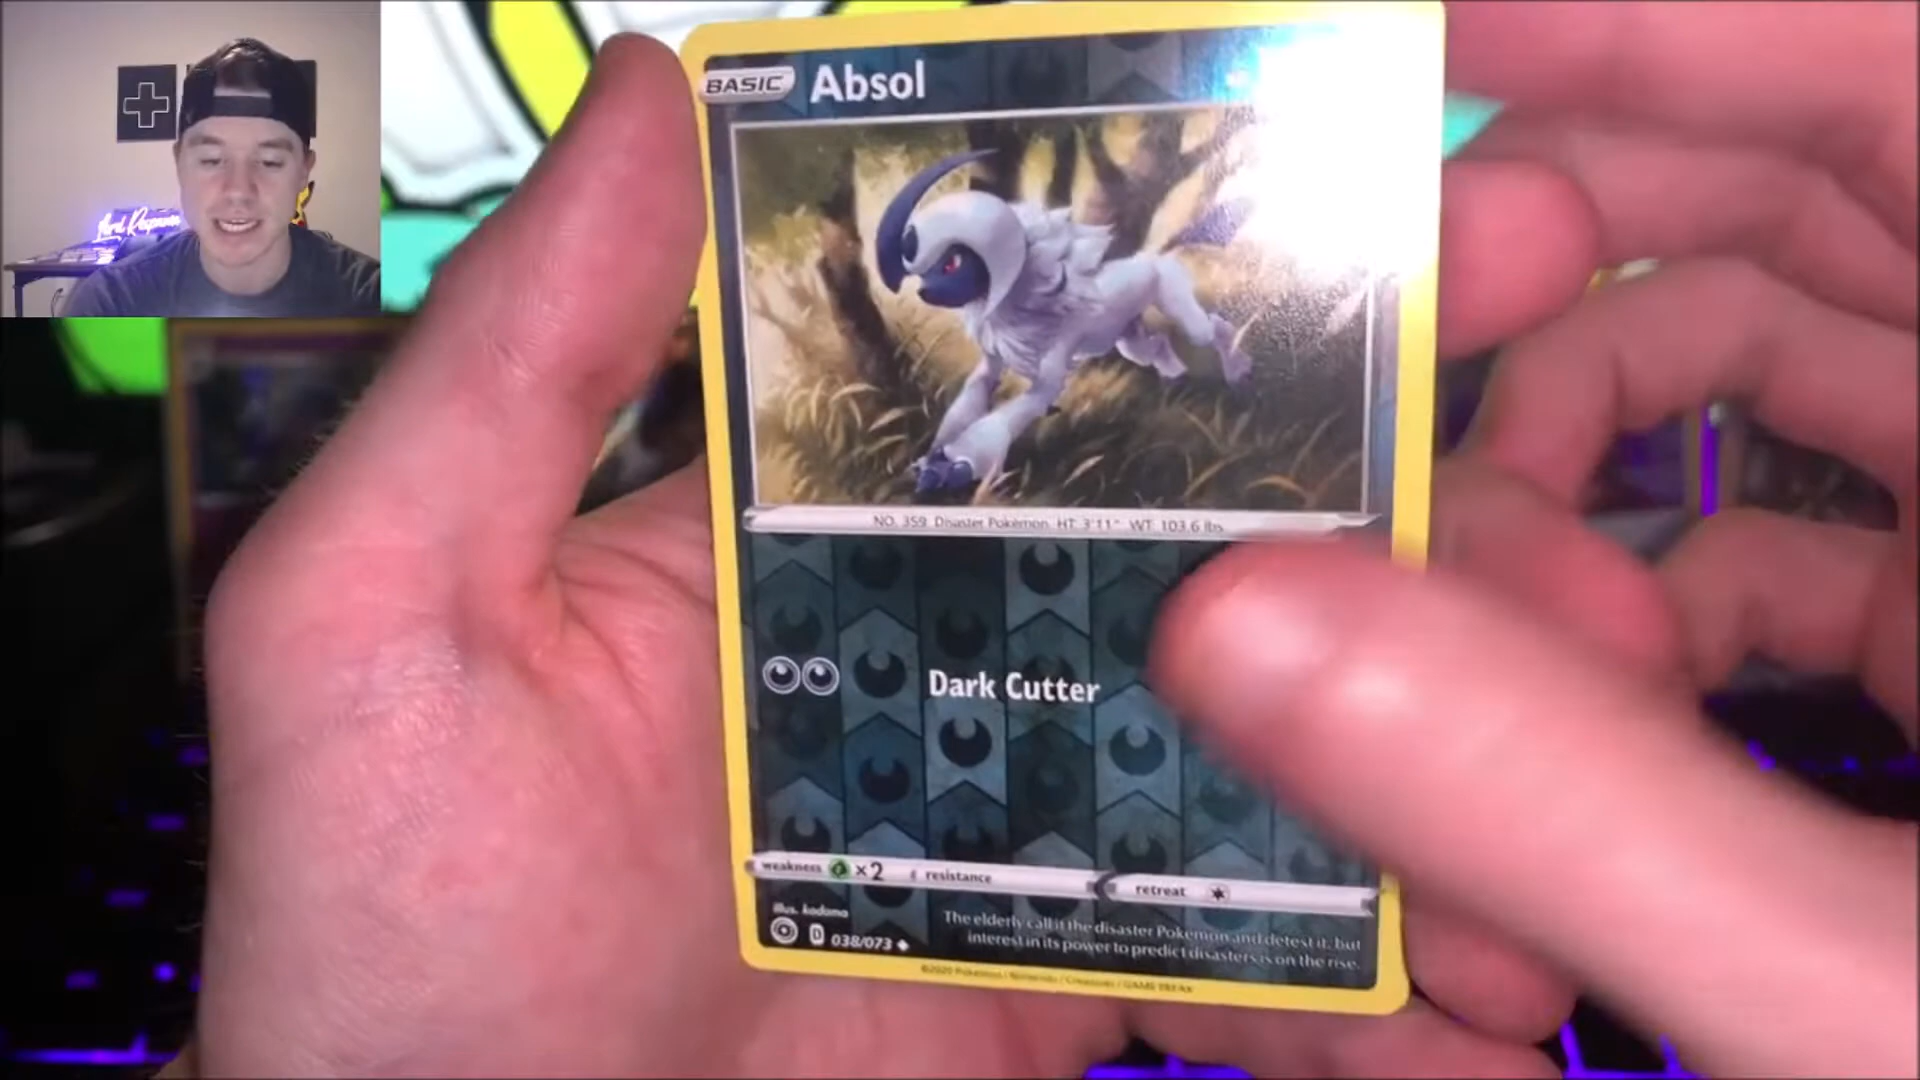 BASIC Absol
NO. 359 Disaster Pokémon HT: 3'11" WT: 103.6 lbs
Dark Cutter
weakness ×2 resistance retreat
illus. kodama
D 038/073
The elderly call it the disaster Pokémon and detest it, but
interest in its power to predict disasters is on the rise.
©2020 Pokémon / Nintendo / Creatures / GAME FREAK